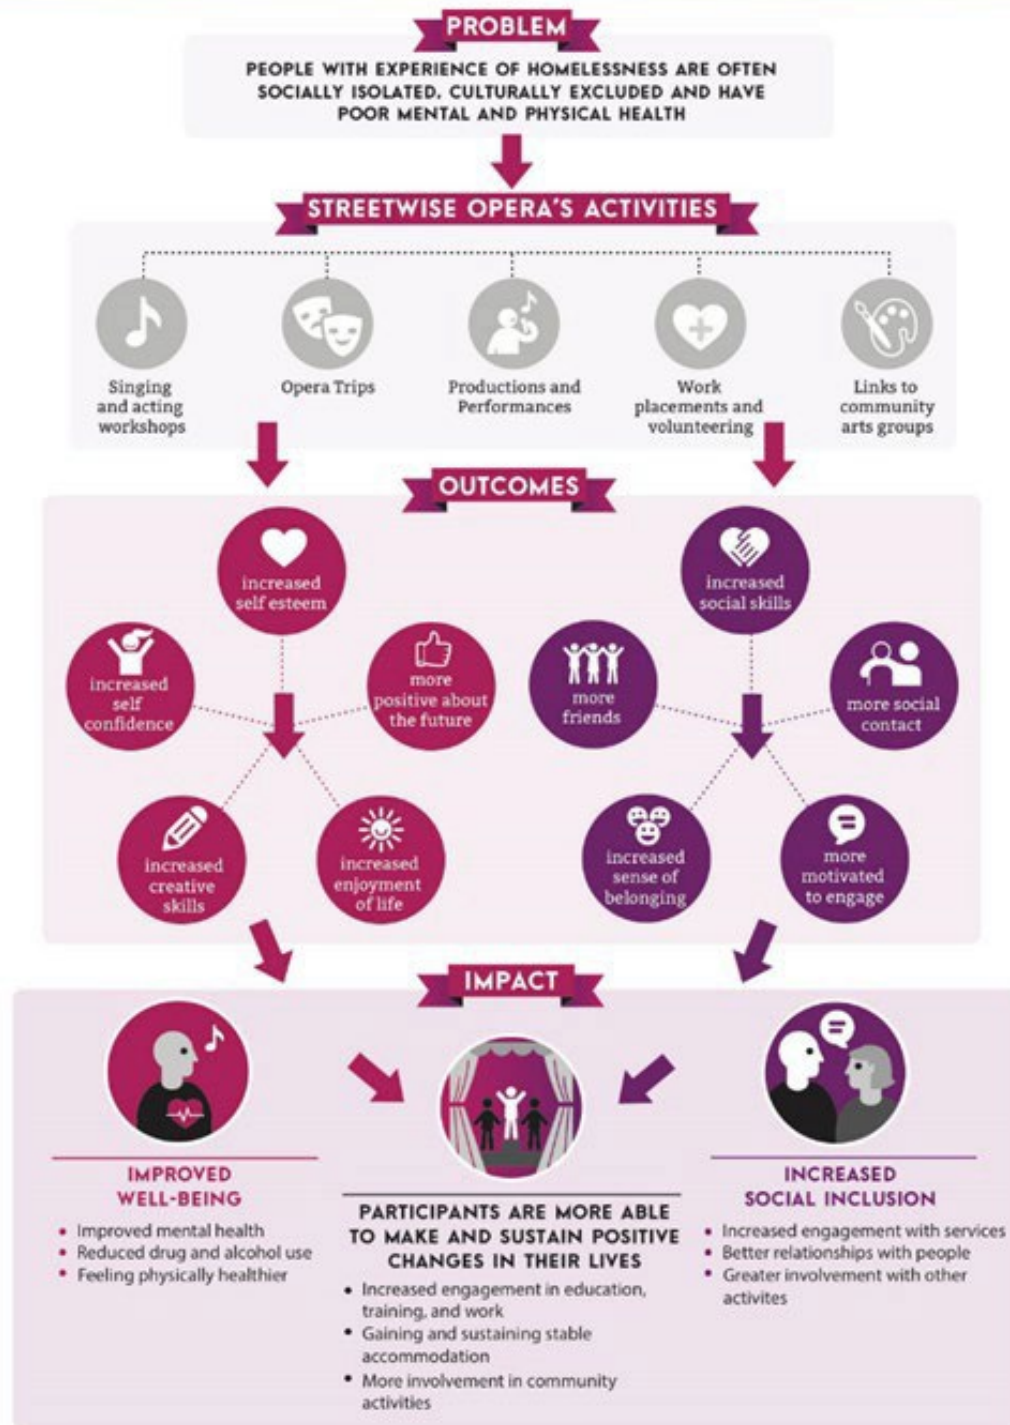 PROBLEM
PEOPLE WITH EXPERIENCE OF HOMELESSNESS ARE OFTEN
SOCIALLY ISOLATED, CULTURALLY EXCLUDED AND HAVE
POOR MENTAL AND PHYSICAL HEALTH
STREETWISE OPERA'S ACTIVITIES
Singing
and acting
workshops
Opera Trips
Productions and
Performances
Work
placements and
volunteering
Links to
community
arts groups
OUTCOMES
increased
self esteem
increased
self
confidence
more
positive about
the future
increased
creative
skills
increased
enjoyment
of life
increased
social skills
more
friends
more social
contact
increased
sense of
belonging
more
motivated
to engage
IMPACT
IMPROVED
WELL-BEING
• Improved mental health
• Reduced drug and alcohol use
• Feeling physically healthier
PARTICIPANTS ARE MORE ABLE
TO MAKE AND SUSTAIN POSITIVE
CHANGES IN THEIR LIVES
• Increased engagement in education,
training, and work
• Gaining and sustaining stable
accommodation
• More involvement in community
activities
INCREASED
SOCIAL INCLUSION
• Increased engagement with services
• Better relationships with people
• Greater involvement with other
activites